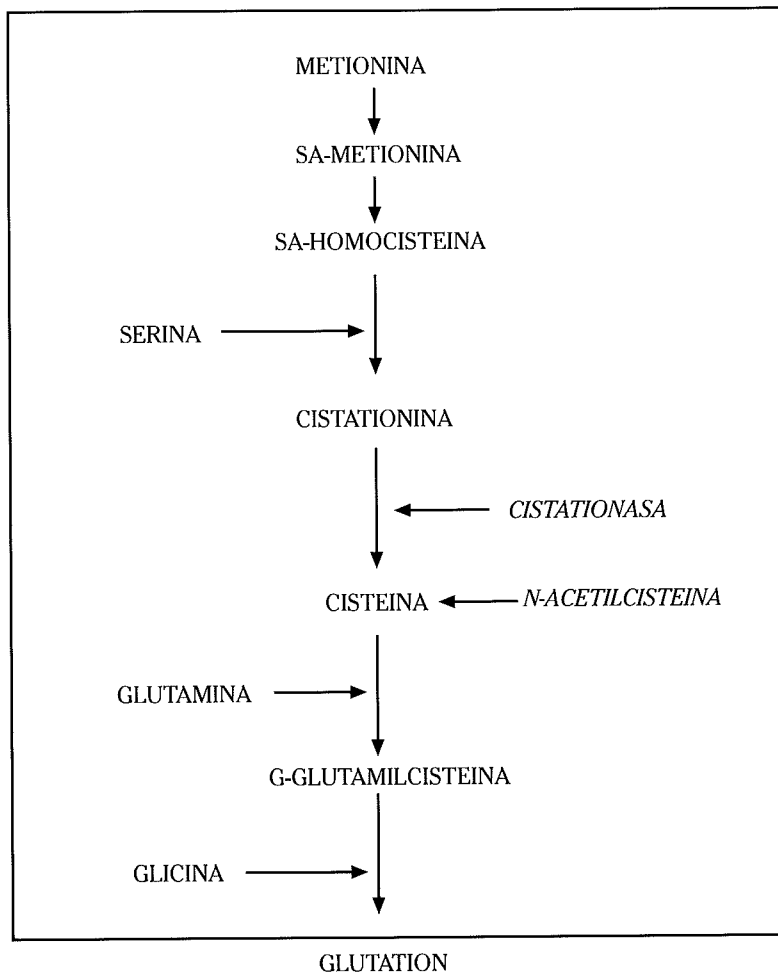 METIONINA
SA-METIONINA
SA-HOMOCISTEINA
SERINA
CISTATIONINA
CISTATIONASA
CISTEINA
N-ACETILCISTEINA
GLUTAMINA
G-GLUTAMILCISTEINA
GLICINA
GLUTATION